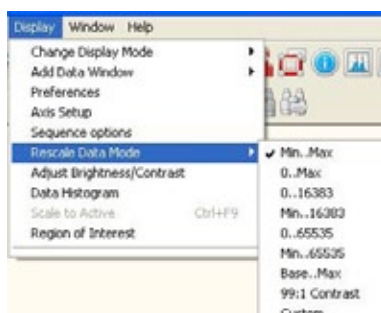 Display Window Help
Change Display Mode
Add Data Window
Preferences
Axis Setup
Sequence options
Rescale Data Mode
Adjust Brightness/Contrast
Data Histogram
Scale to Active Ctrl+F9
Region of Interest
Min..Max
0..Max
0..16383
Min..16383
0..65535
Min..65535
Base..Max
99:1 Contrast
Custom